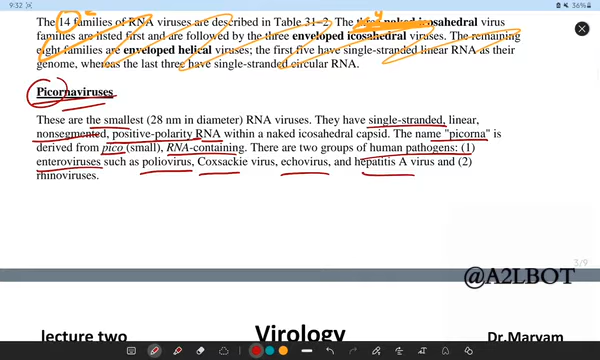 9:32
36%
The 14 families of RNA viruses are described in Table 31-2. The three naked icosahedral virus
families are listed first and are followed by the three enveloped icosahedral viruses. The remaining
eight families are enveloped helical viruses; the first five have single-stranded linear RNA as their
genome, whereas the last three have single-stranded circular RNA.
Picornaviruses
These are the smallest (28 nm in diameter) RNA viruses. They have single-stranded, linear,
nonsegmented, positive-polarity RNA within a naked icosahedral capsid. The name "picorna" is
derived from pico (small), RNA-containing. There are two groups of human pathogens: (1)
enteroviruses such as poliovirus, Coxsackie virus, echovirus, and hepatitis A virus and (2)
rhinoviruses.
3/9
@A2LBOT
lecture two
Virology
Dr.Maryam